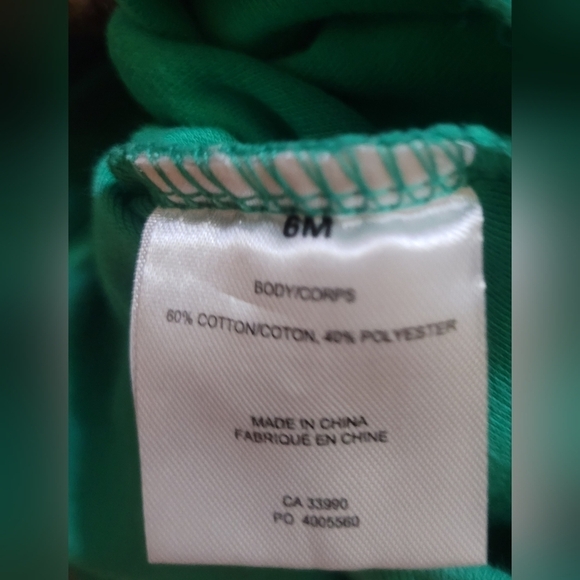 6M
BODY/CORPS
60% COTTON/COTON, 40% POLYESTER
MADE IN CHINA
FABRIQUÉ EN CHINE
CA 33990
PO 4005560